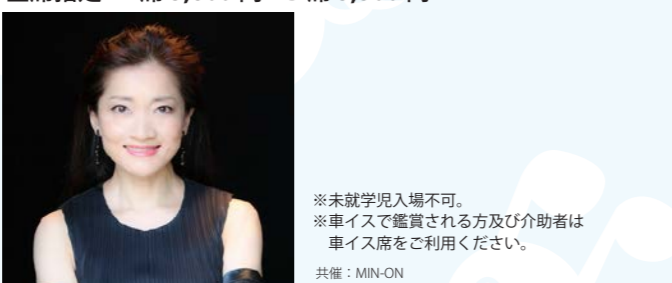 ※未就学児入場不可。
※車イスで鑑賞される方及び介助者は
車イス席をご利用ください。
共催：MIN-ON